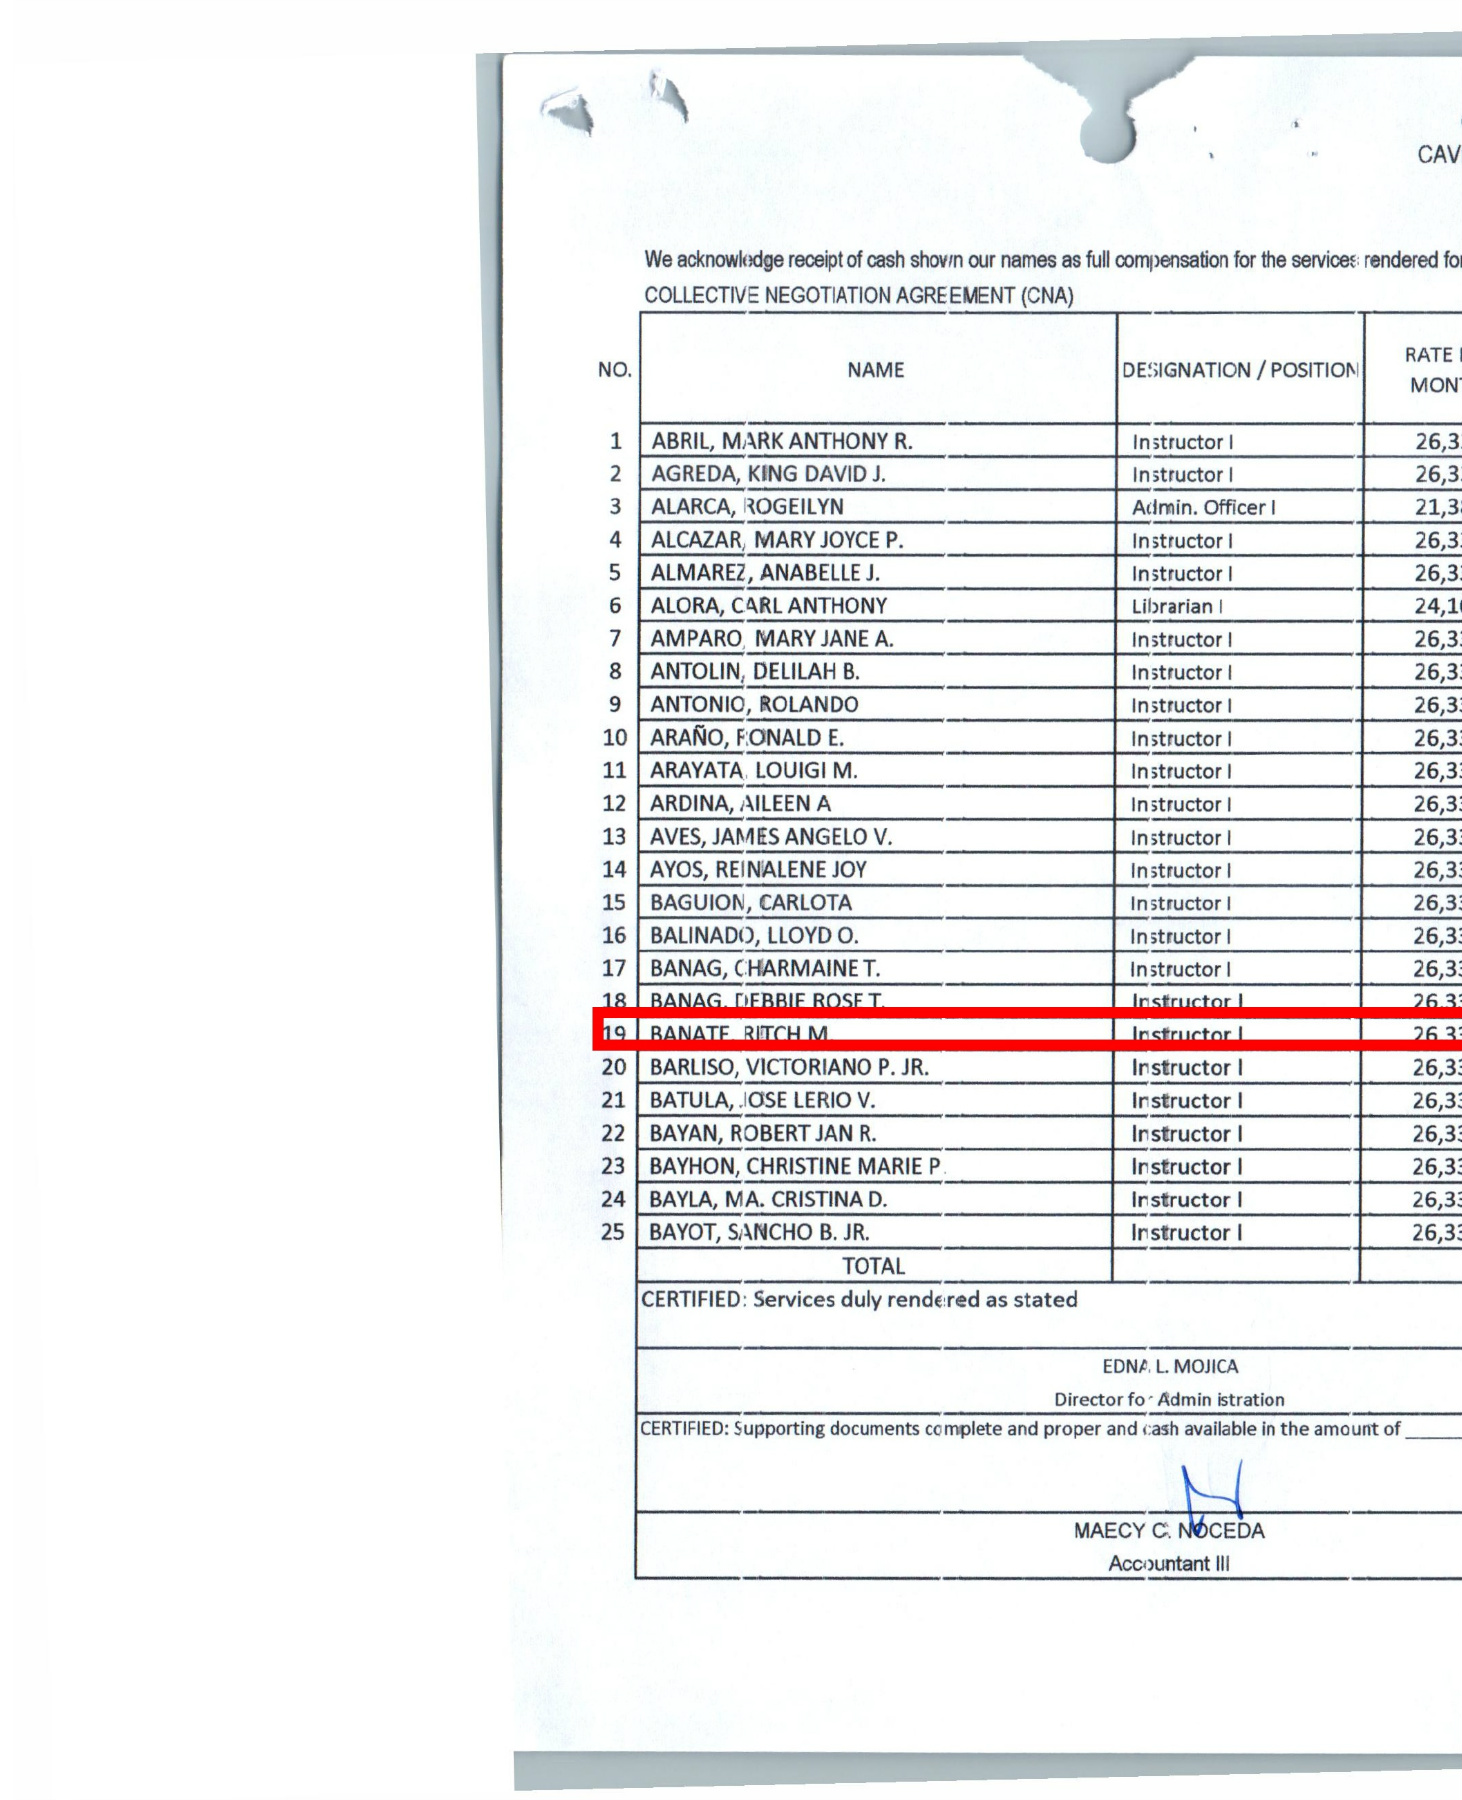 CAV
We acknowledge receipt of cash shown our names as full compensation for the services rendered for
COLLECTIVE NEGOTIATION AGREEMENT (CNA)
NO. NAME DESIGNATION / POSITION RATE
MON
1 ABRIL, MARK ANTHONY R. Instructor I 26,3
2 AGREDA, KING DAVID J. Instructor I 26,3
3 ALARCA, ROGEILYN Admin. Officer I 21,3
4 ALCAZAR, MARY JOYCE P. Instructor I 26,3
5 ALMAREZ, ANABELLE J. Instructor I 26,3
6 ALORA, CARL ANTHONY Librarian I 24,1
7 AMPARO, MARY JANE A. Instructor I 26,3
8 ANTOLIN, DELILAH B. Instructor I 26,3
9 ANTONIO, ROLANDO Instructor I 26,3
10 ARAÑO, RONALD E. Instructor I 26,3
11 ARAYATA, LOUIGI M. Instructor I 26,3
12 ARDINA, AILEEN A Instructor I 26,3
13 AVES, JAMES ANGELO V. Instructor I 26,3
14 AYOS, REINALENE JOY Instructor I 26,3
15 BAGUION, CARLOTA Instructor I 26,3
16 BALINADO, LLOYD O. Instructor I 26,3
17 BANAG, CHARMAINE T. Instructor I 26,3
18 BANAG, DEBBIE ROSE T. Instructor I 26,33
19 BANATE, RITCH M. Instructor I 26,33
20 BARLISO, VICTORIANO P. JR. Instructor I 26,33
21 BATULA, JOSE LERIO V. Instructor I 26,33
22 BAYAN, ROBERT JAN R. Instructor I 26,33
23 BAYHON, CHRISTINE MARIE P. Instructor I 26,33
24 BAYLA, MA. CRISTINA D. Instructor I 26,33
25 BAYOT, SANCHO B. JR. Instructor I 26,33
TOTAL
CERTIFIED: Services duly rendered as stated
EDNA L. MOJICA
Director for Admin istration
CERTIFIED: Supporting documents complete and proper and cash available in the amount of ______
MAECY C. NOCEDA
Accountant III